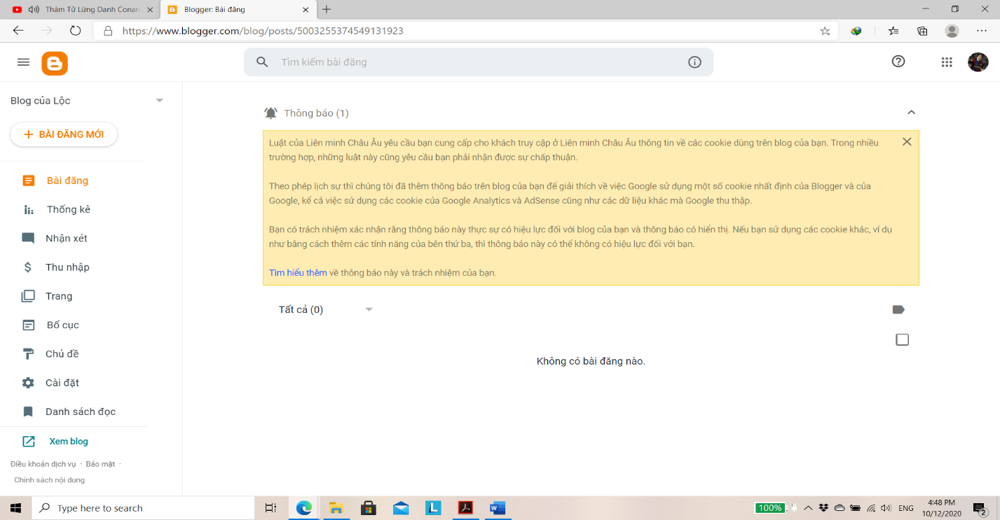 Thám Tử Lừng Danh Conan
Blogger: Bài đăng
https://www.blogger.com/blog/posts/5003255374549131923
Tìm kiếm bài đăng
Blog của Lộc
BÀI ĐĂNG MỚI
Bài đăng
Thống kê
Nhận xét
Thu nhập
Trang
Bố cục
Chủ đề
Cài đặt
Danh sách đọc
Xem blog
Điều khoản dịch vụ · Bảo mật ·
Chính sách nội dung
Thông báo (1)
Luật của Liên minh Châu Âu yêu cầu bạn cung cấp cho khách truy cập ở Liên minh Châu Âu thông tin về các cookie dùng trên blog của bạn. Trong nhiều
trường hợp, những luật này cũng yêu cầu bạn phải nhận được sự chấp thuận.
Theo phép lịch sự thì chúng tôi đã thêm thông báo trên blog của bạn để giải thích về việc Google sử dụng một số cookie nhất định của Blogger và của
Google, kể cả việc sử dụng các cookie của Google Analytics và AdSense cũng như các dữ liệu khác mà Google thu thập.
Bạn có trách nhiệm xác nhận rằng thông báo này thực sự có hiệu lực đối với blog của bạn và thông báo có hiển thị. Nếu bạn sử dụng các cookie khác, ví dụ
như bằng cách thêm các tính năng của bên thứ ba, thì thông báo này có thể không có hiệu lực đối với bạn.
Tìm hiểu thêm về thông báo này và trách nhiệm của bạn.
Tất cả (0)
Không có bài đăng nào.
Type here to search
100%
ENG
4:48 PM
10/12/2020
2